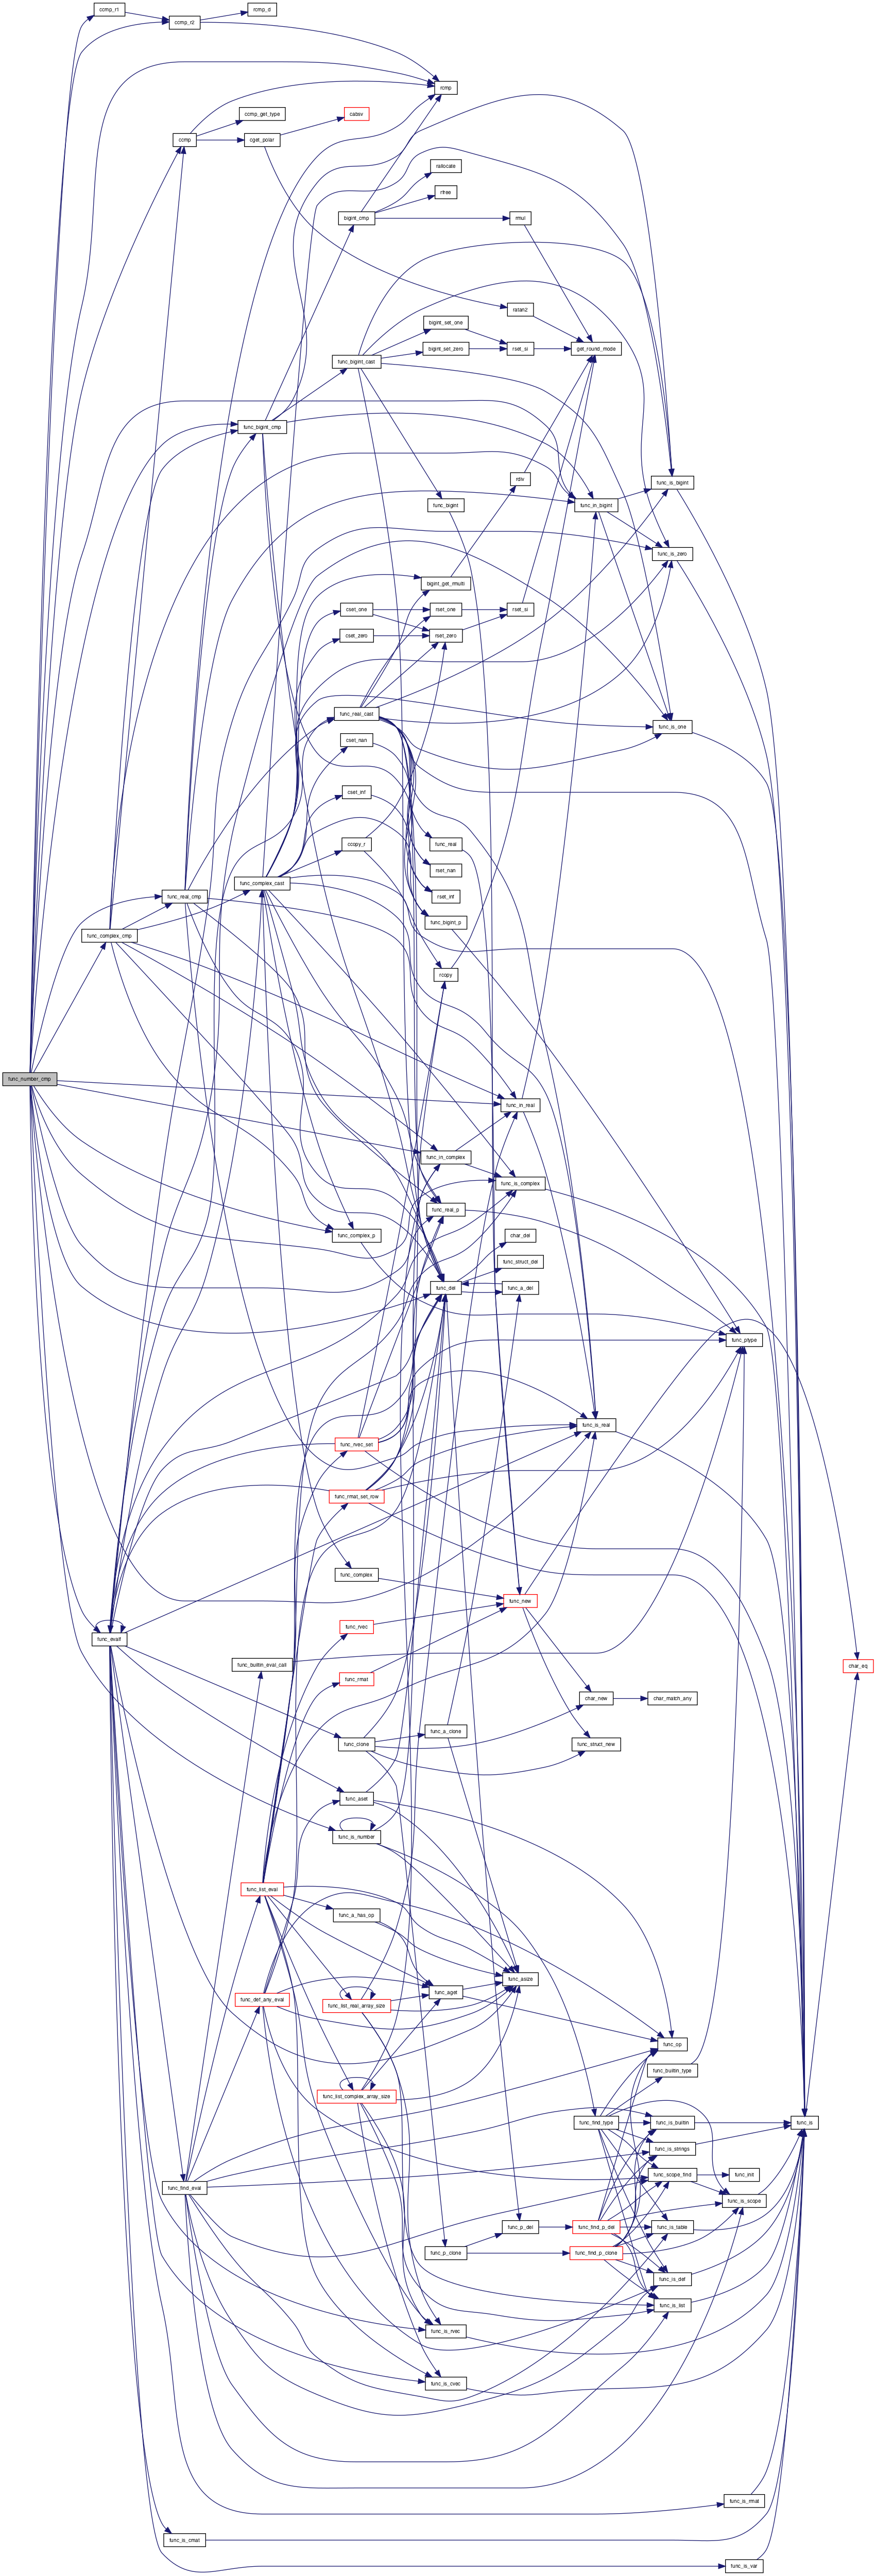 ccmp_r1
ccmp_r2
rcmp_d
rcmp
ccmp_get_type
catsev
ccmp
cget_polar
rallocate
rfree
bigint_cmp
rmul
ratan2
bigint_set_one
bigint_set_zero
rset_si
get_round_mode
func_bigint_cast
func_bigint_cmp
rdiv
func_is_bigint
func_bigint
func_in_bigint
func_is_zero
bigint_get_rmulti
cset_one
rset_one
rset_si
cset_zero
rset_zero
func_real_cast
func_is_one
cset_nan
cset_inf
ccopy_r
func_real
rset_nan
func_complex_cast
func_real_cmp
rset_inf
func_bigint_p
func_complex_cmp
rcopy
func_number_cmp
func_in_real
func_in_complex
func_is_complex
func_real_p
func_complex_p
char_del
func_struct_del
func_del
func_a_del
func_ptype
func_is_real
func_rvec_set
func_rmat_set_row
func_complex
func_new
func_rvec
func_evalf
func_builtin_eval_call
char_eq
func_rmat
char_new
char_match_any
func_a_clone
func_clone
func_struct_new
func_aset
func_is_number
func_list_eval
func_a_has_op
func_asize
func_aget
func_def_any_eval
func_list_real_array_size
func_op
func_builtin_type
func_list_complex_array_size
func_find_type
func_is_builtin
func_is
func_is_strings
func_scope_find
func_init
func_find_eval
func_is_scope
func_p_del
func_find_p_del
func_is_table
func_p_clone
func_find_p_clone
func_is_def
func_is_list
func_is_rvec
func_is_cvec
func_is_rmat
func_is_cmat
func_is_var